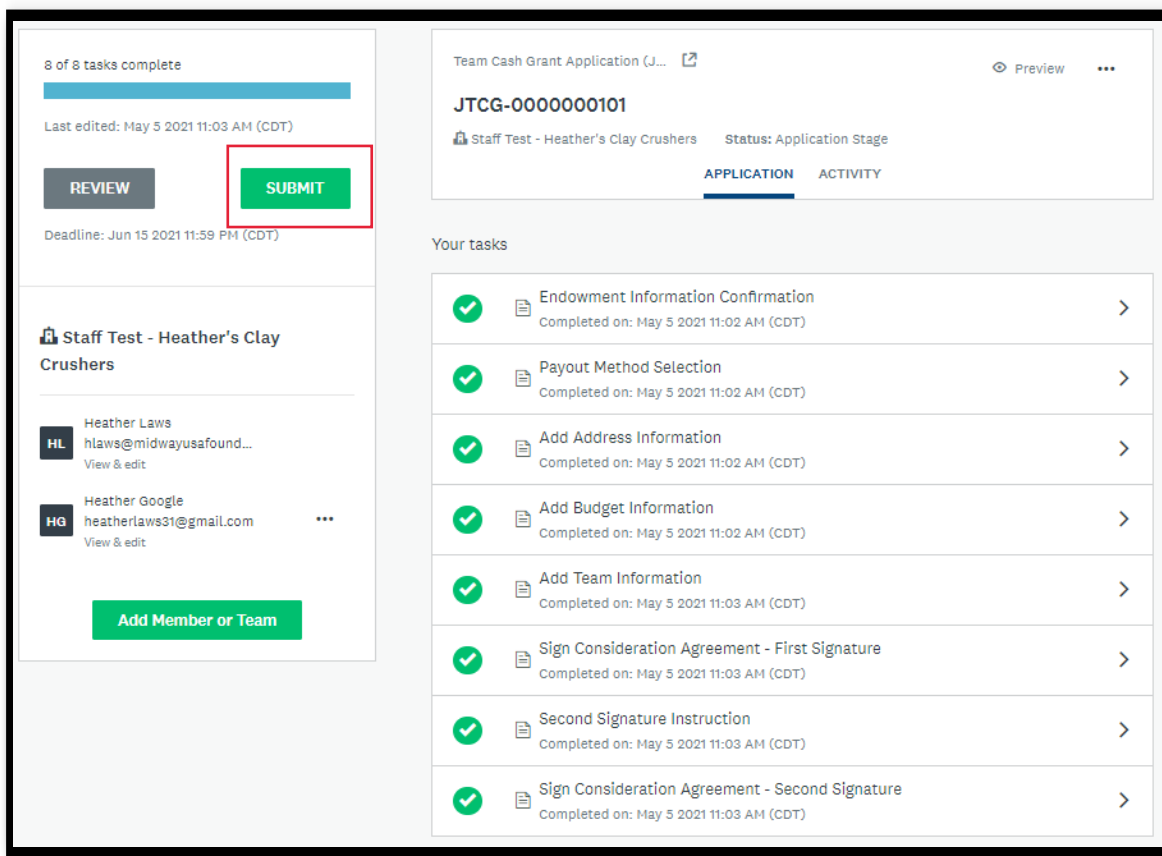 8 of 8 tasks complete
Last edited: May 5 2021 11:03 AM (CDT)
REVIEW
SUBMIT
Deadline: Jun 15 2021 11:59 PM (CDT)
Staff Test - Heather's Clay
Crushers
HL
Heather Laws
hlaws@midwayusafound...
View & edit
HG
Heather Google
heatherlaws31@gmail.com
View & edit
Add Member or Team
Team Cash Grant Application (J...
Preview
JTCG-0000000101
Staff Test - Heather's Clay Crushers
Status: Application Stage
APPLICATION
ACTIVITY
Your tasks
Endowment Information Confirmation
Completed on: May 5 2021 11:02 AM (CDT)
Payout Method Selection
Completed on: May 5 2021 11:02 AM (CDT)
Add Address Information
Completed on: May 5 2021 11:02 AM (CDT)
Add Budget Information
Completed on: May 5 2021 11:02 AM (CDT)
Add Team Information
Completed on: May 5 2021 11:03 AM (CDT)
Sign Consideration Agreement - First Signature
Completed on: May 5 2021 11:03 AM (CDT)
Second Signature Instruction
Completed on: May 5 2021 11:03 AM (CDT)
Sign Consideration Agreement - Second Signature
Completed on: May 5 2021 11:03 AM (CDT)